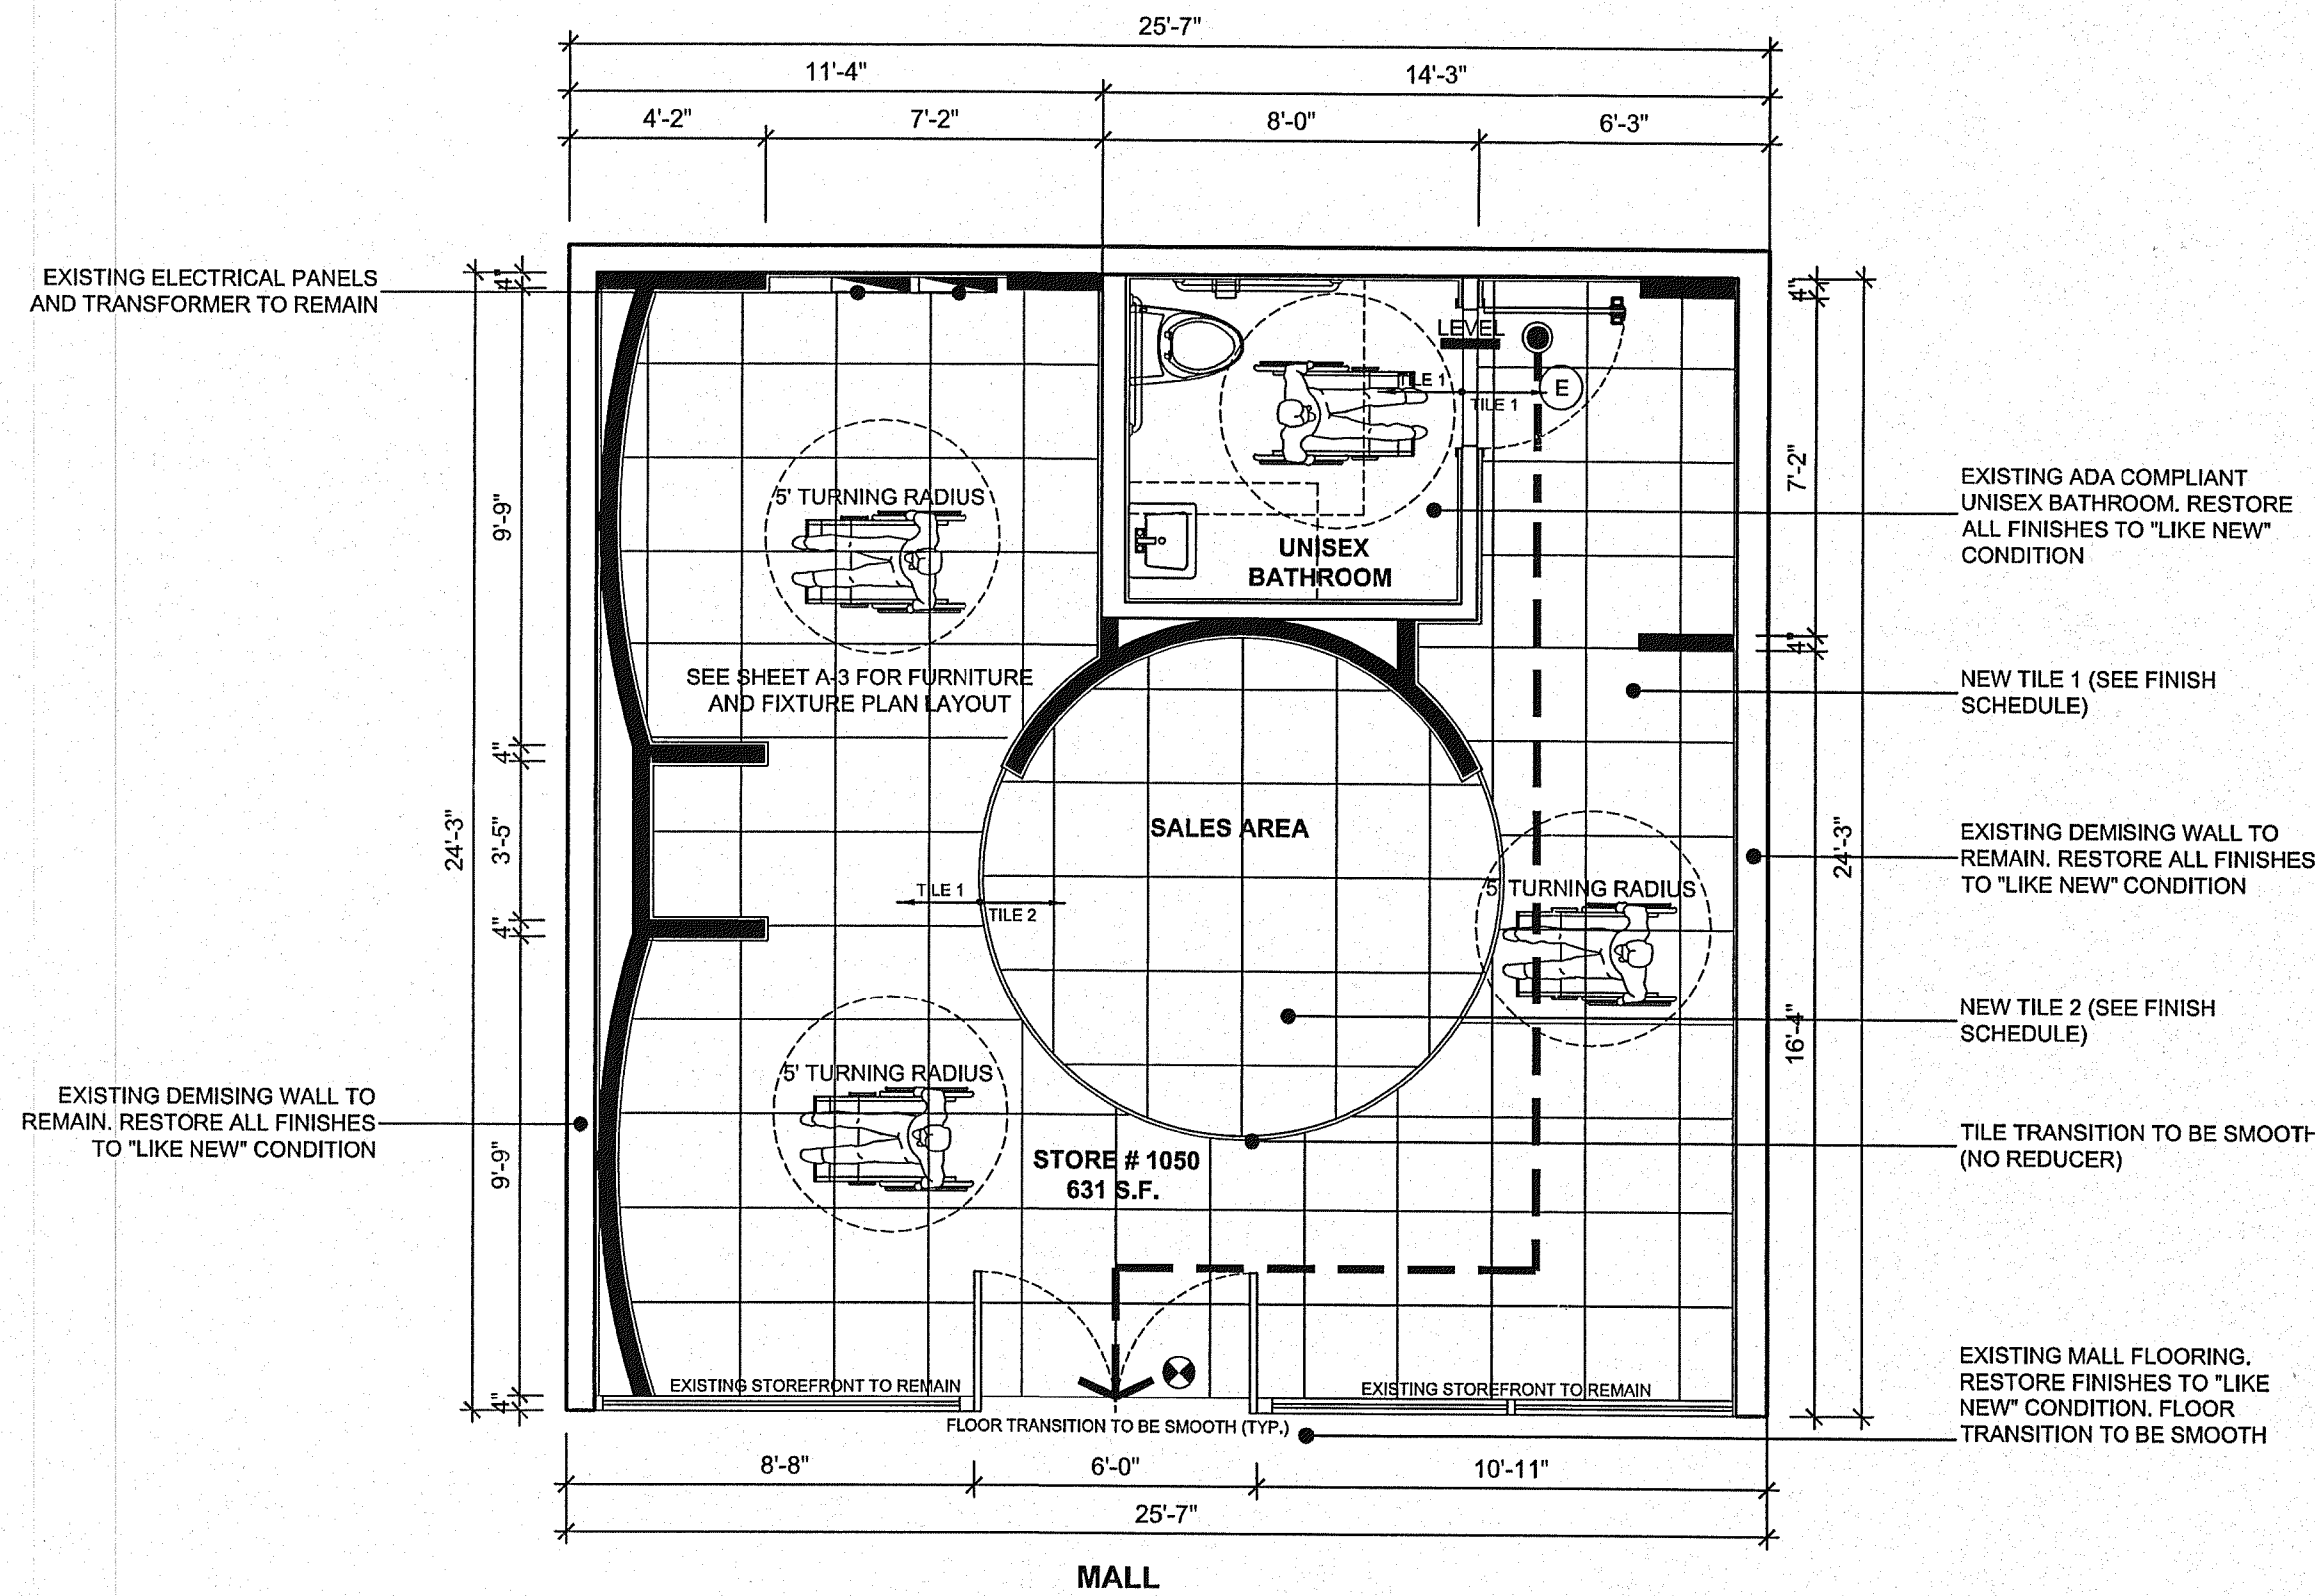 25'-7"
11'-4"
14'-3"
4'-2"
7'-2"
8'-0"
6'-3"
EXISTING ELECTRICAL PANELS
AND TRANSFORMER TO REMAIN
4"
9'-9"
4"
3'-5"
4"
9'-9"
4"
24'-3"
EXISTING DEMISING WALL TO
REMAIN. RESTORE ALL FINISHES
TO "LIKE NEW" CONDITION
5' TURNING RADIUS
SEE SHEET A-3 FOR FURNITURE
AND FIXTURE PLAN LAYOUT
LEVEL
TILE 1
TILE 1
E
UNISEX
BATHROOM
SALES AREA
TILE 1
TILE 2
5' TURNING RADIUS
5' TURNING RADIUS
STORE # 1050
631 S.F.
EXISTING STOREFRONT TO REMAIN
EXISTING STOREFRONT TO REMAIN
FLOOR TRANSITION TO BE SMOOTH (TYP.)
4"
7'-2"
4"
24'-3"
16'-4"
EXISTING ADA COMPLIANT
UNISEX BATHROOM. RESTORE
ALL FINISHES TO "LIKE NEW"
CONDITION
NEW TILE 1 (SEE FINISH
SCHEDULE)
EXISTING DEMISING WALL TO
REMAIN. RESTORE ALL FINISHES
TO "LIKE NEW" CONDITION
NEW TILE 2 (SEE FINISH
SCHEDULE)
TILE TRANSITION TO BE SMOOTH
(NO REDUCER)
EXISTING MALL FLOORING.
RESTORE FINISHES TO "LIKE
NEW" CONDITION. FLOOR
TRANSITION TO BE SMOOTH
8'-8"
6'-0"
10'-11"
25'-7"
MALL